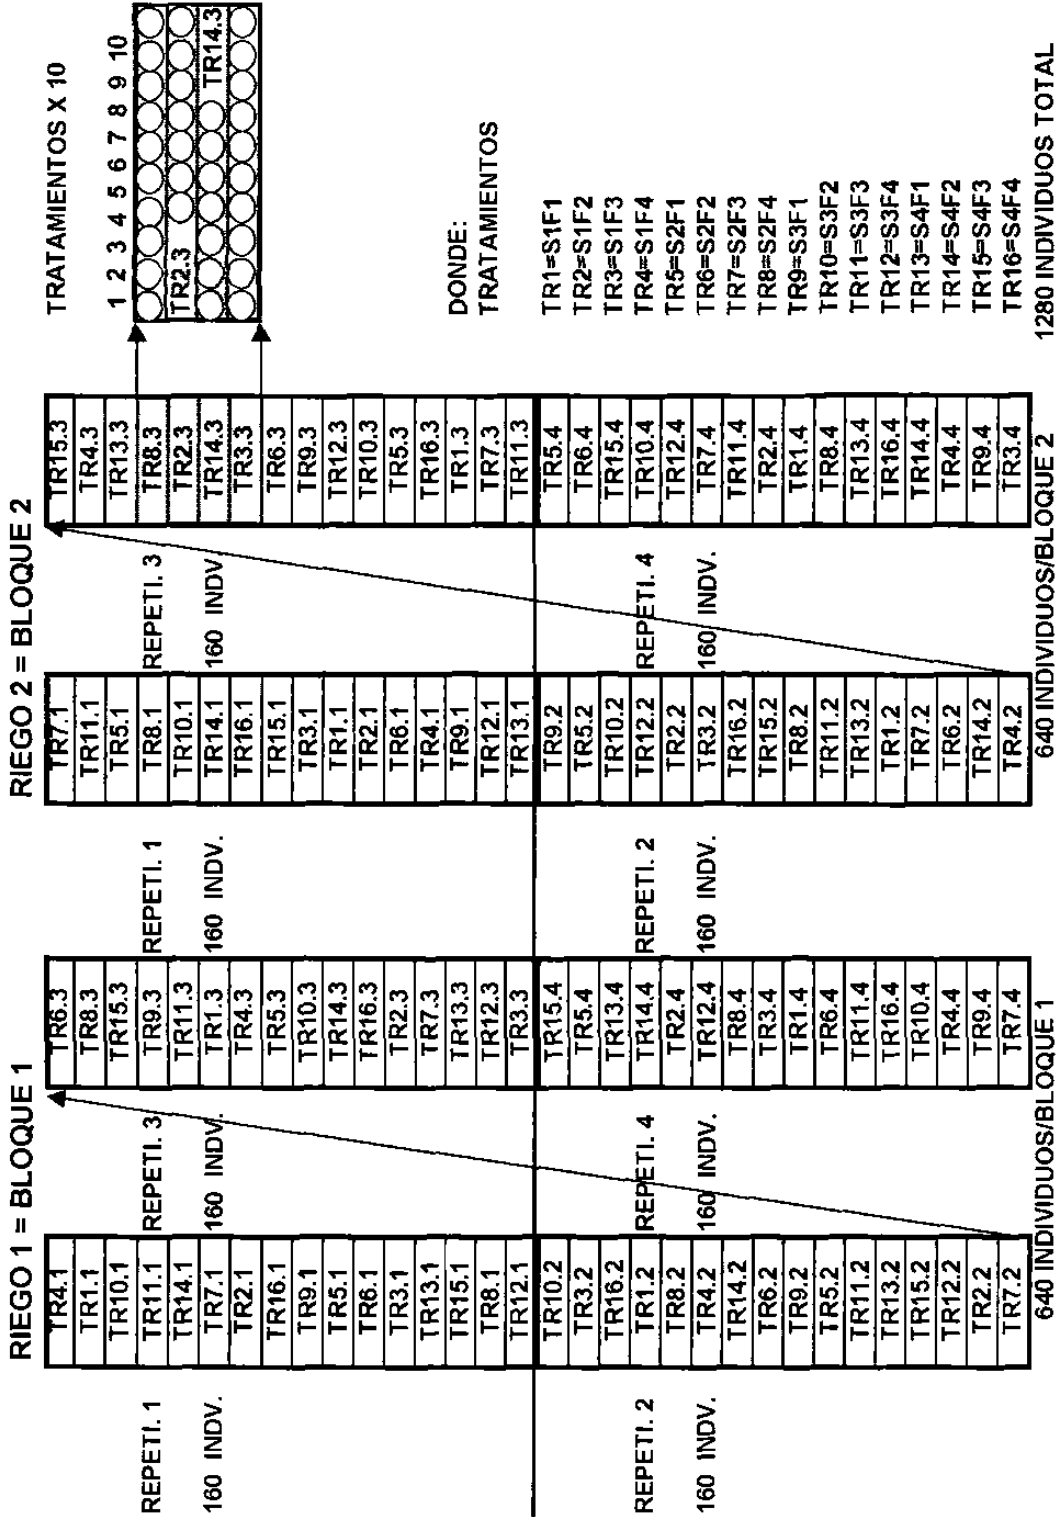 RIEGO 1 = BLOQUE 1
REPETI. 1
160 INDV.
TR4.1
TR1.1
TR10.1
TR11.1
TR14.1
TR7.1
TR2.1
TR16.1
TR9.1
TR5.1
TR6.1
TR3.1
TR13.1
TR15.1
TR8.1
TR12.1
REPETI. 2
160 INDV.
TR10.2
TR3.2
TR16.2
TR1.2
TR8.2
TR4.2
TR14.2
TR6.2
TR9.2
TR5.2
TR11.2
TR13.2
TR15.2
TR12.2
TR2.2
TR7.2
REPETI. 3
160 INDV.
TR6.3
TR8.3
TR15.3
TR9.3
TR11.3
TR1.3
TR4.3
TR5.3
TR10.3
TR14.3
TR16.3
TR2.3
TR7.3
TR13.3
TR12.3
TR3.3
REPETI. 4
160 INDV.
TR15.4
TR5.4
TR13.4
TR14.4
TR2.4
TR12.4
TR8.4
TR3.4
TR1.4
TR6.4
TR11.4
TR16.4
TR10.4
TR4.4
TR9.4
TR7.4
640 INDIVIDUOS/BLOQUE 1
RIEGO 2 = BLOQUE 2
REPETI. 1
160 INDV.
TR7.1
TR11.1
TR5.1
TR8.1
TR10.1
TR14.1
TR16.1
TR15.1
TR3.1
TR1.1
TR2.1
TR6.1
TR4.1
TR9.1
TR12.1
TR13.1
REPETI. 2
160 INDV.
TR9.2
TR5.2
TR10.2
TR12.2
TR2.2
TR3.2
TR16.2
TR15.2
TR8.2
TR11.2
TR13.2
TR1.2
TR7.2
TR6.2
TR14.2
TR4.2
REPETI. 3
160 INDV
TR15.3
TR4.3
TR13.3
TR8.3
TR2.3
TR14.3
TR3.3
TR6.3
TR9.3
TR12.3
TR10.3
TR5.3
TR16.3
TR1.3
TR7.3
TR11.3
REPETI. 4
160 INDV.
TR5.4
TR6.4
TR15.4
TR10.4
TR12.4
TR7.4
TR11.4
TR2.4
TR1.4
TR8.4
TR13.4
TR16.4
TR14.4
TR4.4
TR9.4
TR3.4
640 INDIVIDUOS/BLOQUE 2
TRATAMIENTOS X 10
1 2 3 4 5 6 7 8 9 10
TR2.3
TR14.3
DONDE:
TRATAMIENTOS
TR1=S1F1
TR2=S1F2
TR3=S1F3
TR4=S1F4
TR5=S2F1
TR6=S2F2
TR7=S2F3
TR8=S2F4
TR9=S3F1
TR10=S3F2
TR11=S3F3
TR12=S3F4
TR13=S4F1
TR14=S4F2
TR15=S4F3
TR16=S4F4
1280 INDIVIDUOS TOTAL